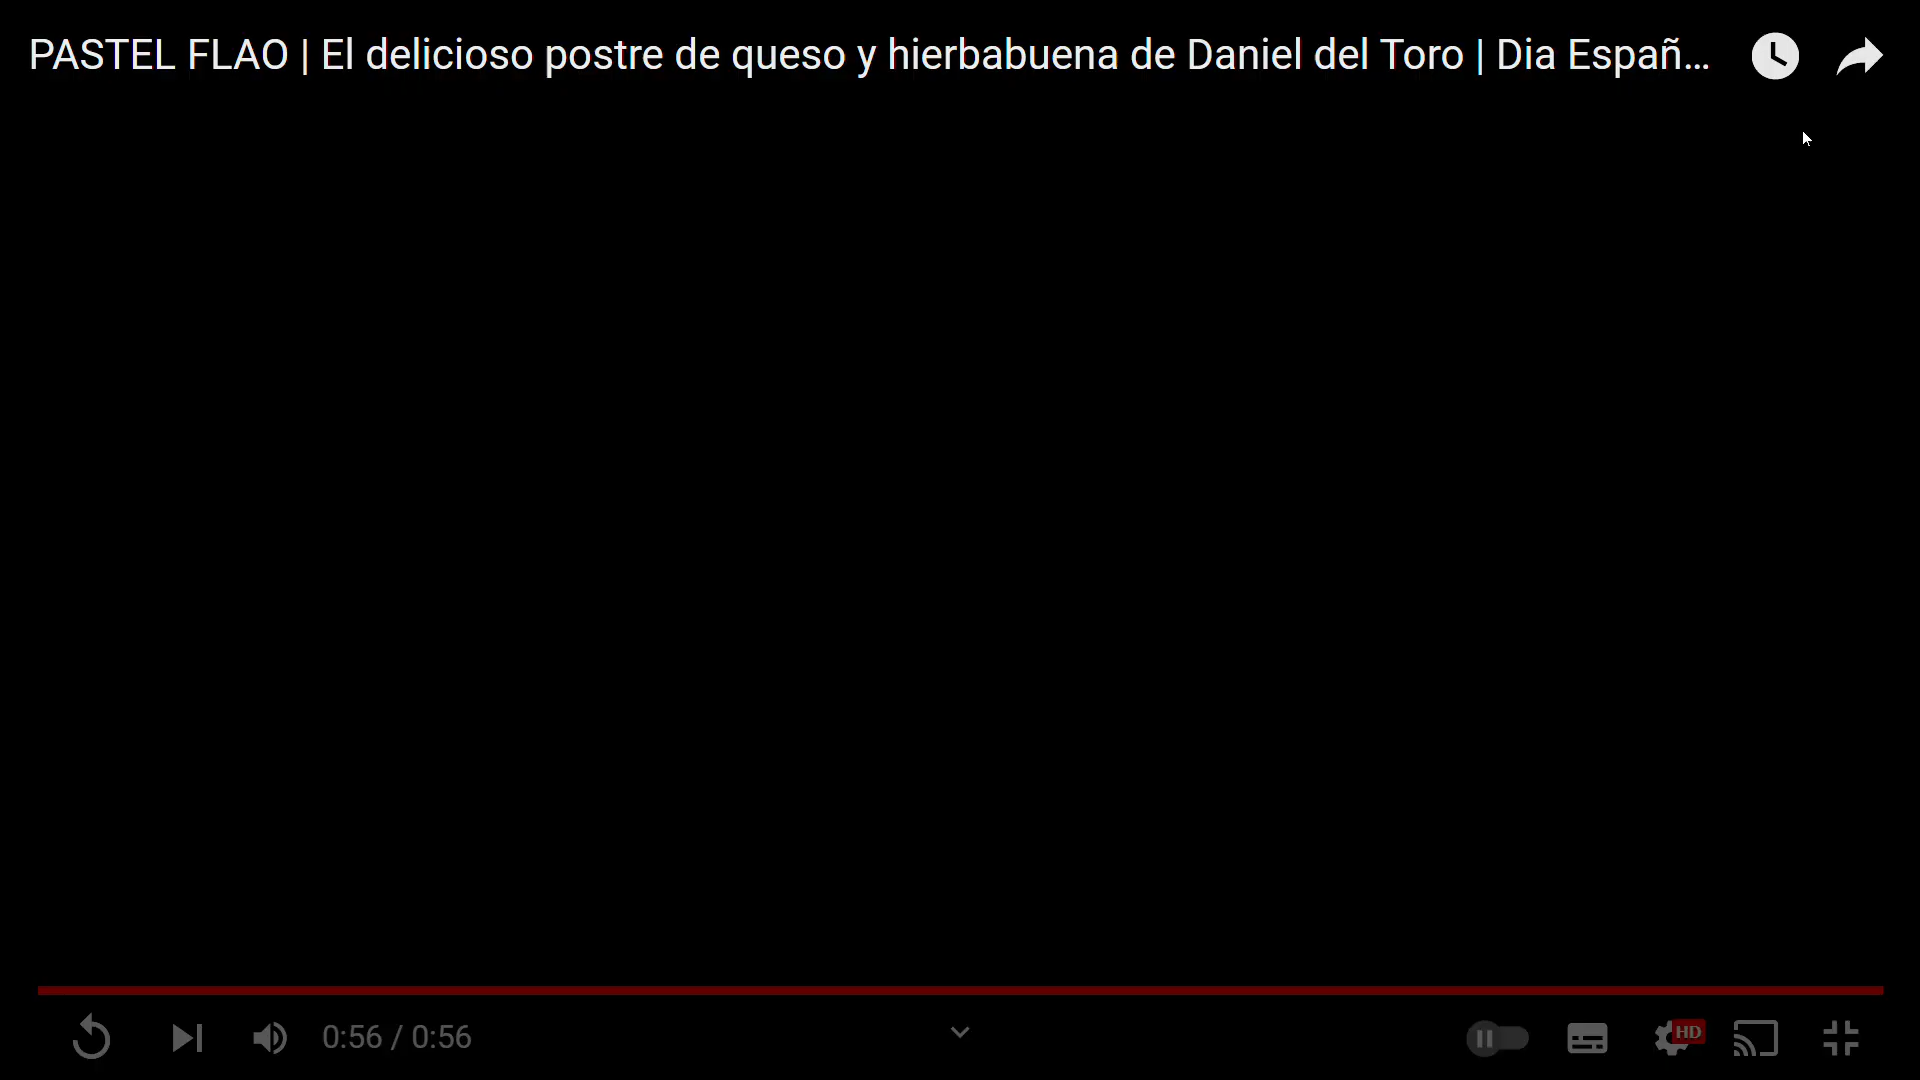 PASTEL FLAO | El delicioso postre de queso y hierbabuena de Daniel del Toro | Dia Españ...
0:56 / 0:56
HD